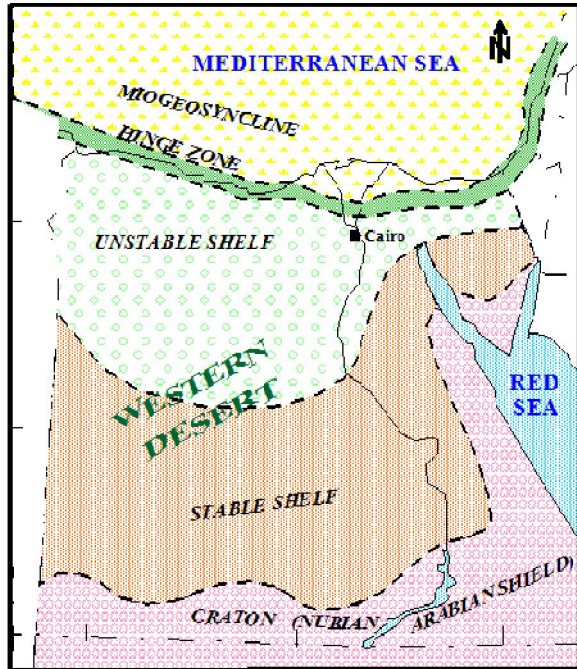 N
MEDITERRANEAN SEA
MIOGEOSYNCLINE
HINGE ZONE
UNSTABLE SHELF
Cairo
WESTERN
DESERT
RED
SEA
STABLE SHELF
CRATON (NUBIAN ARABIAN SHIELD)